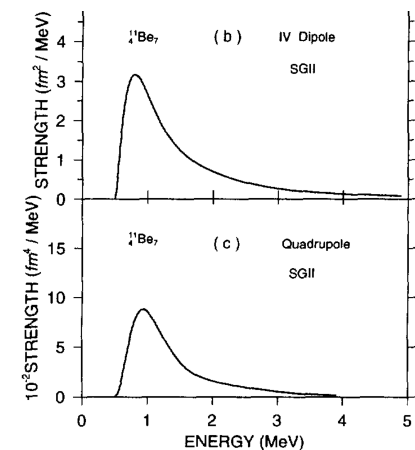 4
3
2
1
0
STRENGTH (fm² / MeV)
¹¹₄Be₇ ( b ) IV Dipole
SGII
15
10
5
0
10⁻²STRENGTH (fm⁴ / MeV)
¹¹₄Be₇ ( c ) Quadrupole
SGII
0 1 2 3 4 5
ENERGY (MeV)